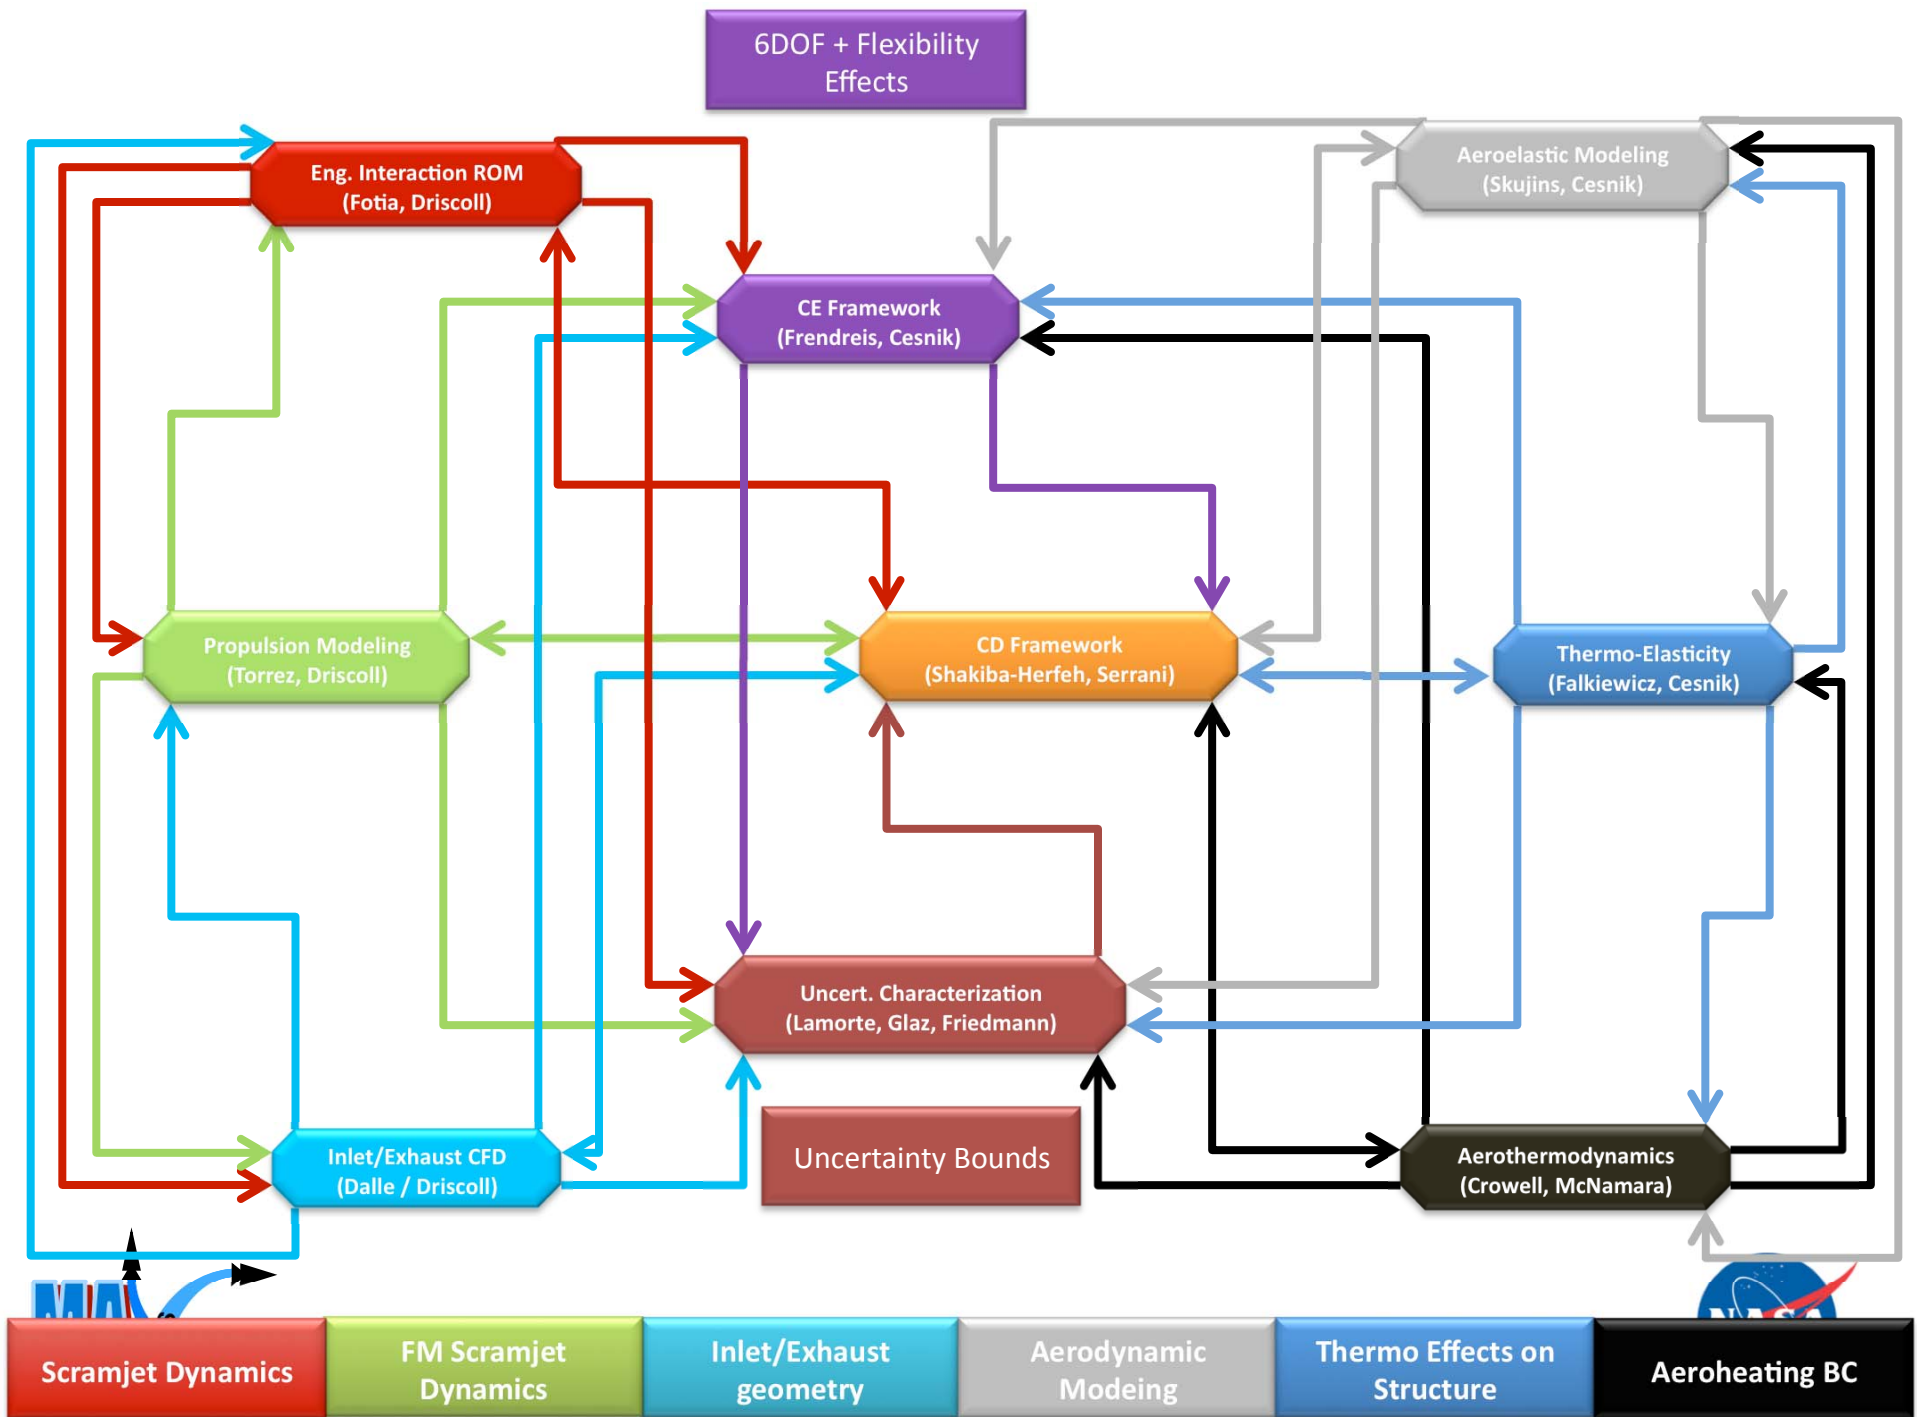 6DOF + Flexibility
Effects
Eng. Interaction ROM
(Fotia, Driscoll)
Aeroelastic Modeling
(Skujins, Cesnik)
CE Framework
(Frendreis, Cesnik)
Propulsion Modeling
(Torrez, Driscoll)
CD Framework
(Shakiba-Herfeh, Serrani)
Thermo-Elasticity
(Falkiewicz, Cesnik)
Uncert. Characterization
(Lamorte, Glaz, Friedmann)
Inlet/Exhaust CFD
(Dalle / Driscoll)
Uncertainty Bounds
Aerothermodynamics
(Crowell, McNamara)
NASA
Scramjet Dynamics
FM Scramjet
Dynamics
Inlet/Exhaust
geometry
Aerodynamic
Modeing
Thermo Effects on
Structure
Aeroheating BC